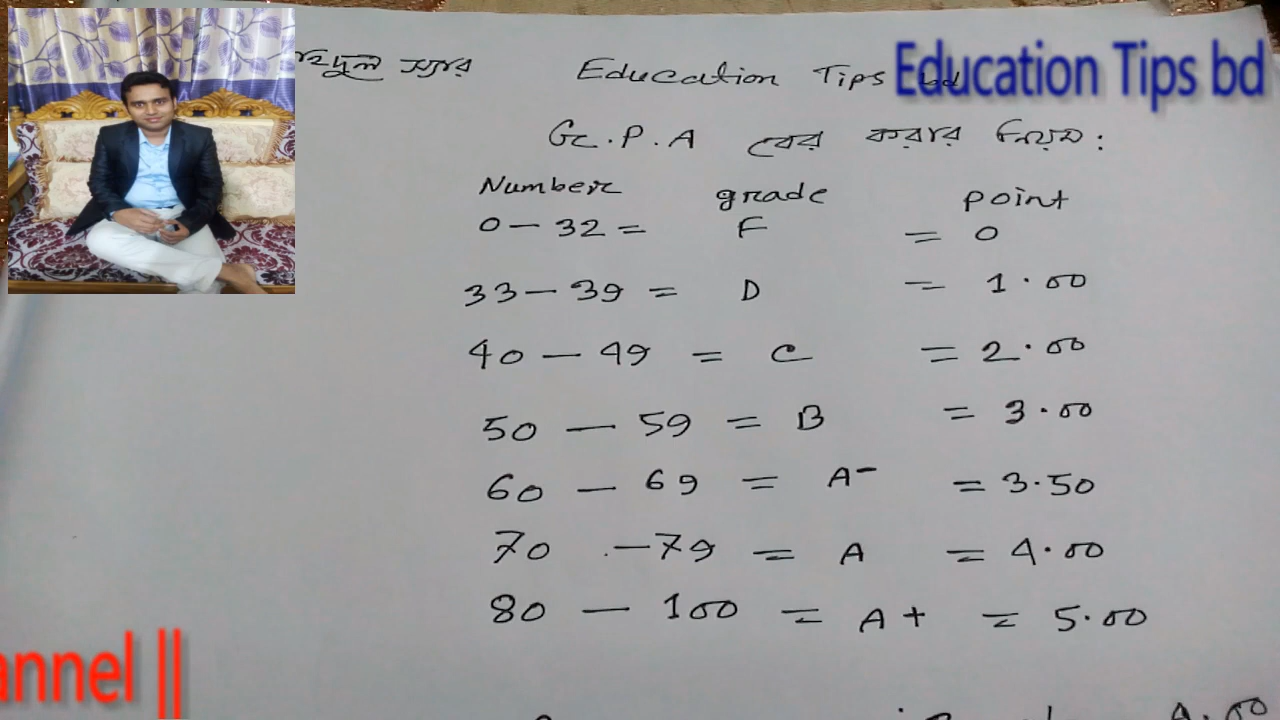 স্যার Education Tips bd
Education Tips bd
G.P.A বের করার নিয়ম:
Number grade point
0 - 32 = F = 0
33 - 39 = D = 1.00
40 - 49 = C = 2.00
50 - 59 = B = 3.00
60 - 69 = A- = 3.50
70 - 79 = A = 4.00
80 - 100 = A+ = 5.00
annel ||